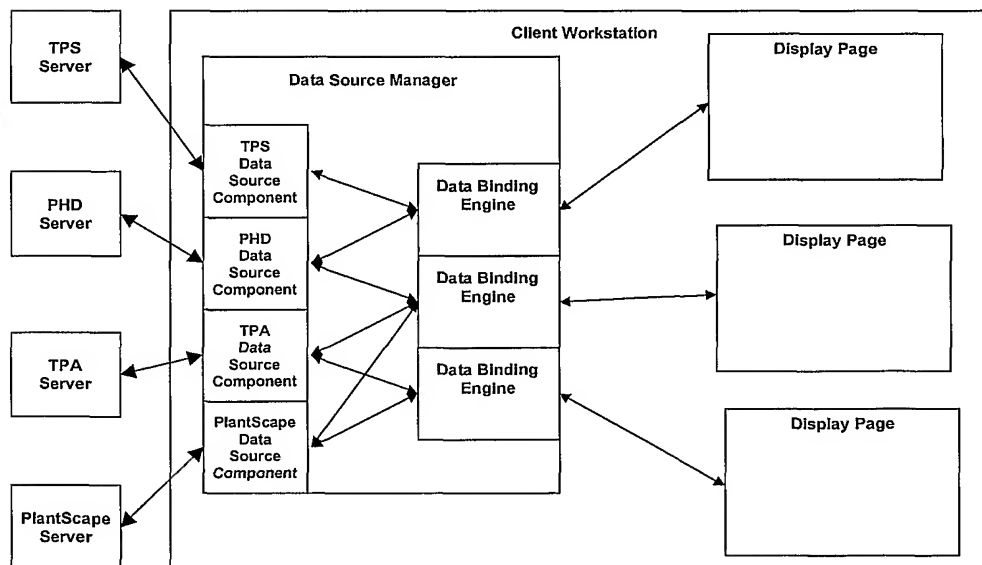 TPS
Server
PHD
Server
TPA
Server
PlantScape
Server
Client Workstation
Data Source Manager
TPS
Data
Source
Component
PHD
Data
Source
Component
TPA
Data
Source
Component
PlantScape
Data
Source
Component
Data Binding
Engine
Data Binding
Engine
Data Binding
Engine
Display Page
Display Page
Display Page